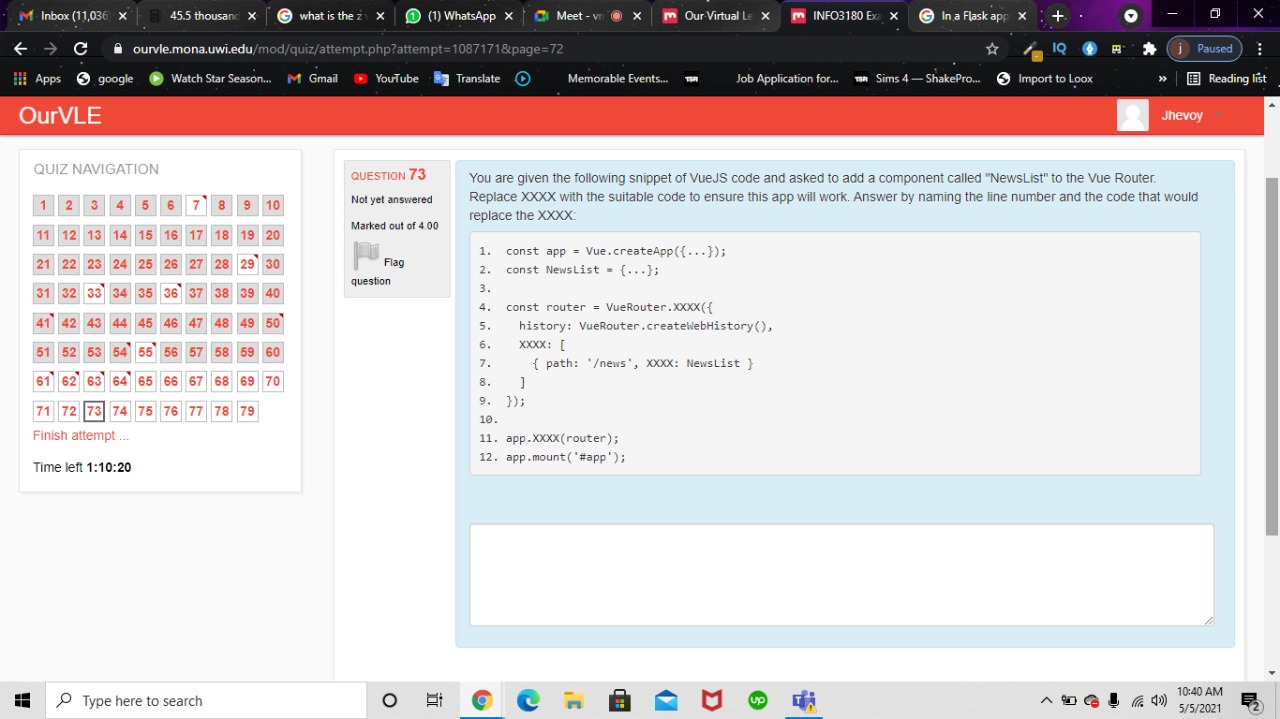 Inbox (11,036
45.5 thousand
what is the z v
(1) WhatsApp
Meet - vr
Our Virtual Le
INFO3180 Exa
In a Flask app
ourvle.mona.uwi.edu/mod/quiz/attempt.php?attempt=1087171&page=72
IQ
j Paused
Apps
google
Watch Star Season...
Gmail
YouTube
Translate
Memorable Events...
TSR
Job Application for...
TSR
Sims 4 — ShakePro...
Import to Loox
»
Reading list
OurVLE
Jhevoy
QUIZ NAVIGATION
1 2 3 4 5 6 7 8 9 10
11 12 13 14 15 16 17 18 19 20
21 22 23 24 25 26 27 28 29 30
31 32 33 34 35 36 37 38 39 40
41 42 43 44 45 46 47 48 49 50
51 52 53 54 55 56 57 58 59 60
61 62 63 64 65 66 67 68 69 70
71 72 73 74 75 76 77 78 79
Finish attempt ...
Time left 1:10:20
QUESTION 73
Not yet answered
Marked out of 4.00
Flag
question
You are given the following snippet of VueJS code and asked to add a component called "NewsList" to the Vue Router.
Replace XXXX with the suitable code to ensure this app will work. Answer by naming the line number and the code that would
replace the XXXX:
1. const app = Vue.createApp({...});
2. const NewsList = {...};
3.
4. const router = VueRouter.XXXX({
5. history: VueRouter.createWebHistory(),
6. XXXX: [
7. { path: '/news', XXXX: NewsList }
8. ]
9. });
10.
11. app.XXXX(router);
12. app.mount('#app');
Type here to search
up
10:40 AM
5/5/2021
2